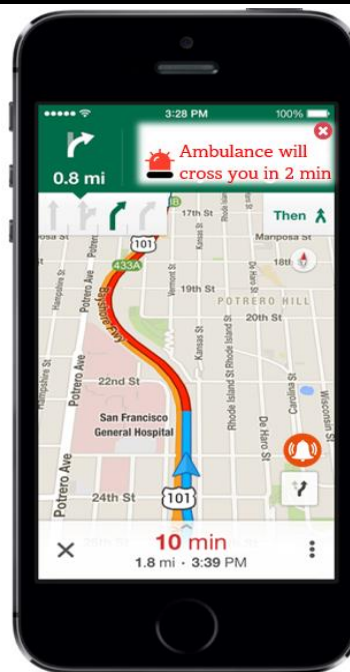 3:28 PM
100%
0.8 mi
Ambulance will
cross you in 2 min
17th St
Then
Mariposa St
101
433A
18th
19th St
POTRERO HILL
20th St
Hampshire St
Potrero Ave
Vermont St
Kansas St
Rhode Island St
De Haro St
Carolina St
Wisconsin St
22nd St
San Francisco
General Hospital
24th St
101
10 min
1.8 mi · 3:39 PM